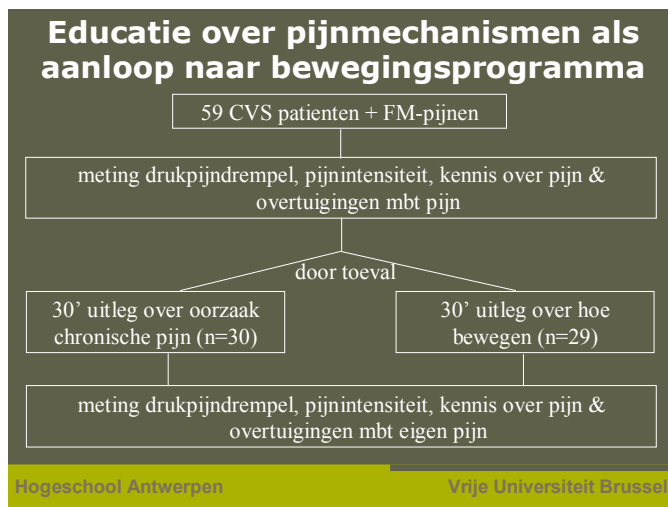 Educatie over pijnmechanismen als
aanloop naar bewegingsprogramma
59 CVS patienten + FM-pijnen
meting drukpijndrempel, pijnintensiteit, kennis over pijn &
overtuigingen mbt pijn
door toeval
30’ uitleg over oorzaak
chronische pijn (n=30)
30’ uitleg over hoe
bewegen (n=29)
meting drukpijndrempel, pijnintensiteit, kennis over pijn &
overtuigingen mbt eigen pijn
Hogeschool Antwerpen
Vrije Universiteit Brussel